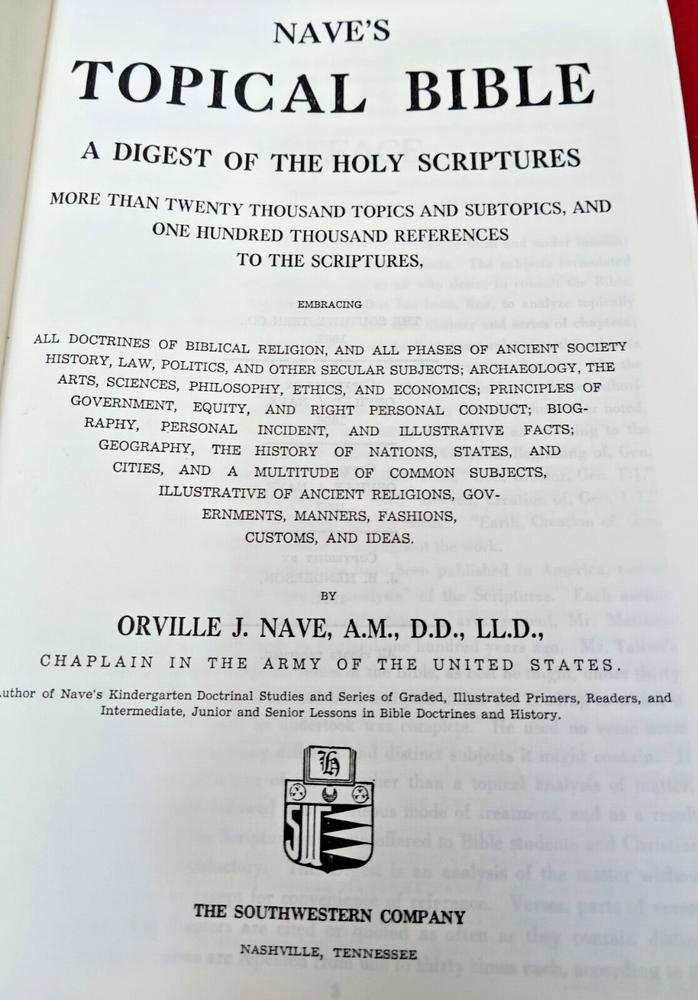 NAVE'S
TOPICAL BIBLE
A DIGEST OF THE HOLY SCRIPTURES
MORE THAN TWENTY THOUSAND TOPICS AND SUBTOPICS, AND
ONE HUNDRED THOUSAND REFERENCES
TO THE SCRIPTURES,
EMBRACING
ALL DOCTRINES OF BIBLICAL RELIGION, AND ALL PHASES OF ANCIENT SOCIETY
HISTORY, LAW, POLITICS, AND OTHER SECULAR SUBJECTS; ARCHAEOLOGY, THE
ARTS, SCIENCES, PHILOSOPHY, ETHICS, AND ECONOMICS; PRINCIPLES OF
GOVERNMENT, EQUITY, AND RIGHT PERSONAL CONDUCT; BIOG-
RAPHY, PERSONAL INCIDENT, AND ILLUSTRATIVE FACTS;
GEOGRAPHY, THE HISTORY OF NATIONS, STATES, AND
CITIES, AND A MULTITUDE OF COMMON SUBJECTS,
ILLUSTRATIVE OF ANCIENT RELIGIONS, GOV-
ERNMENTS, MANNERS, FASHIONS,
CUSTOMS, AND IDEAS.
BY
ORVILLE J. NAVE, A.M., D.D., LL.D.,
CHAPLAIN IN THE ARMY OF THE UNITED STATES.
uthor of Nave's Kindergarten Doctrinal Studies and Series of Graded, Illustrated Primers, Readers, and
Intermediate, Junior and Senior Lessons in Bible Doctrines and History.
THE SOUTHWESTERN COMPANY
NASHVILLE, TENNESSEE